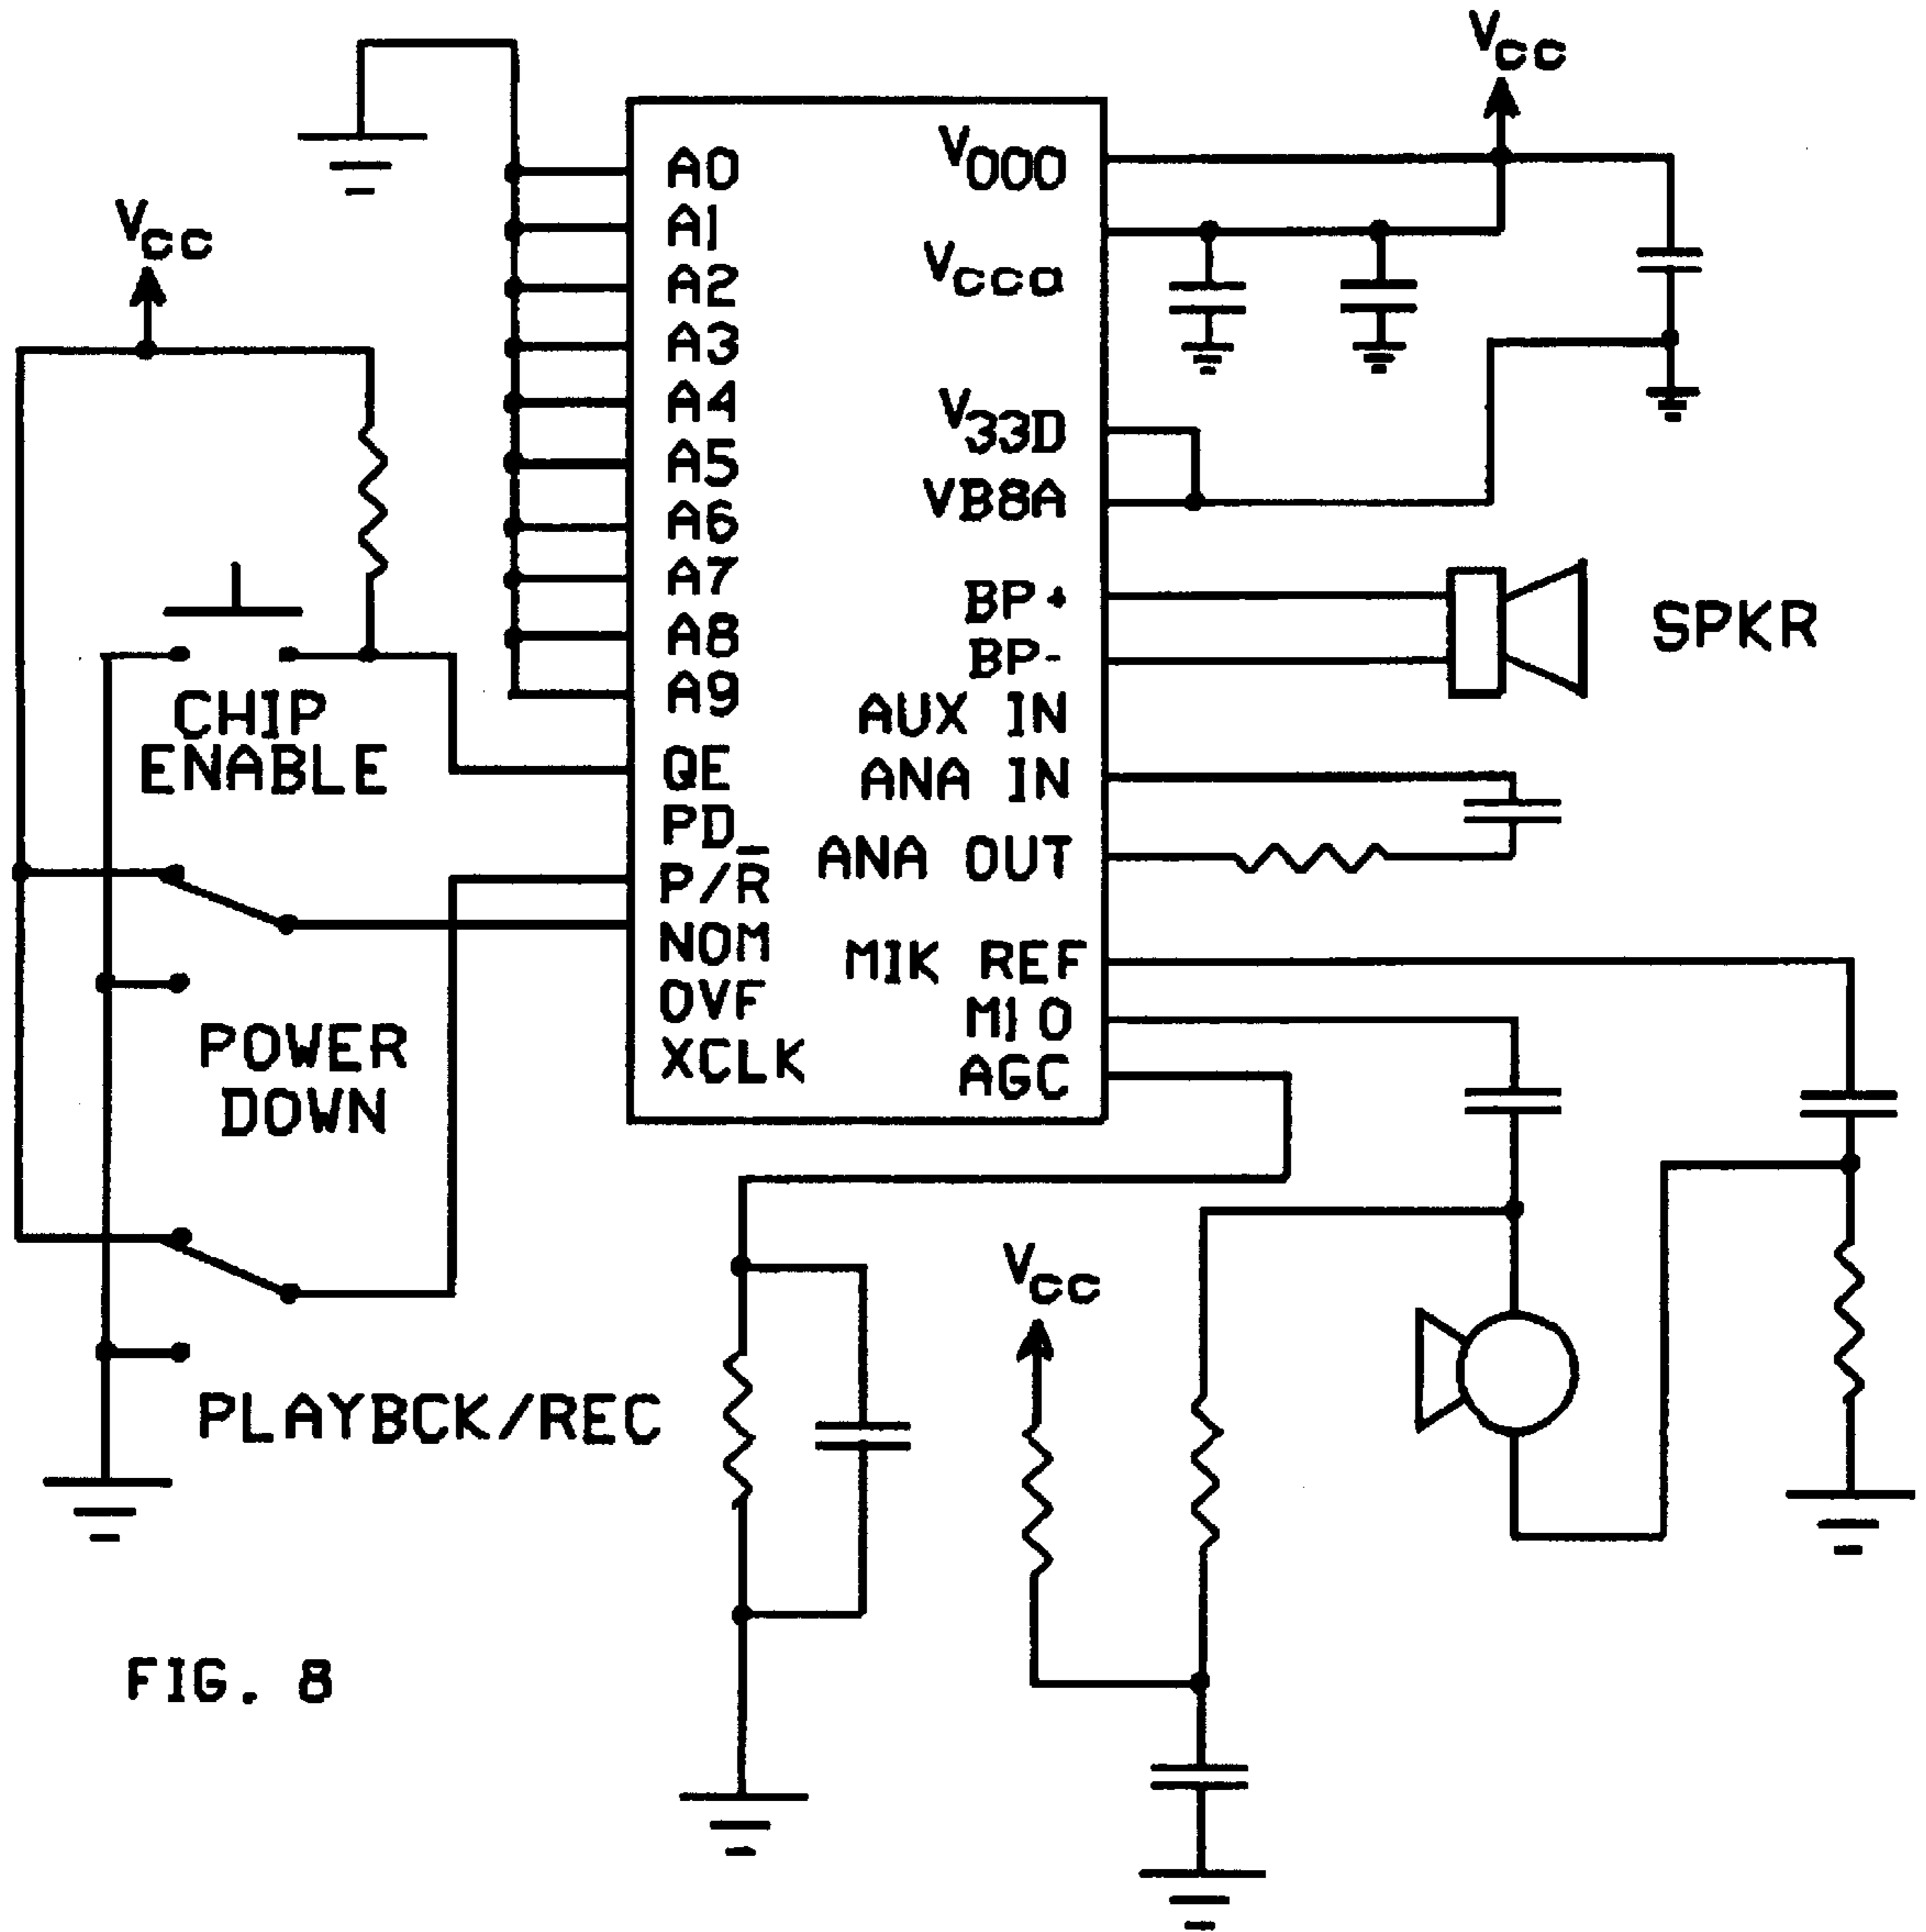 Vcc
Vcc
A0
A1
A2
A3
A4
A5
A6
A7
A8
A9
QE
PD
P/R̅
NOM
OVF
XCLK
V000
Vcca
V33D
VB8A
BP+
BP-
AUX IN
ANA IN
ANA OUT
MIK REF
MIO
AGC
SPKR
CHIP
ENABLE
POWER
DOWN
PLAYBCK/REC
Vcc
FIG. 8